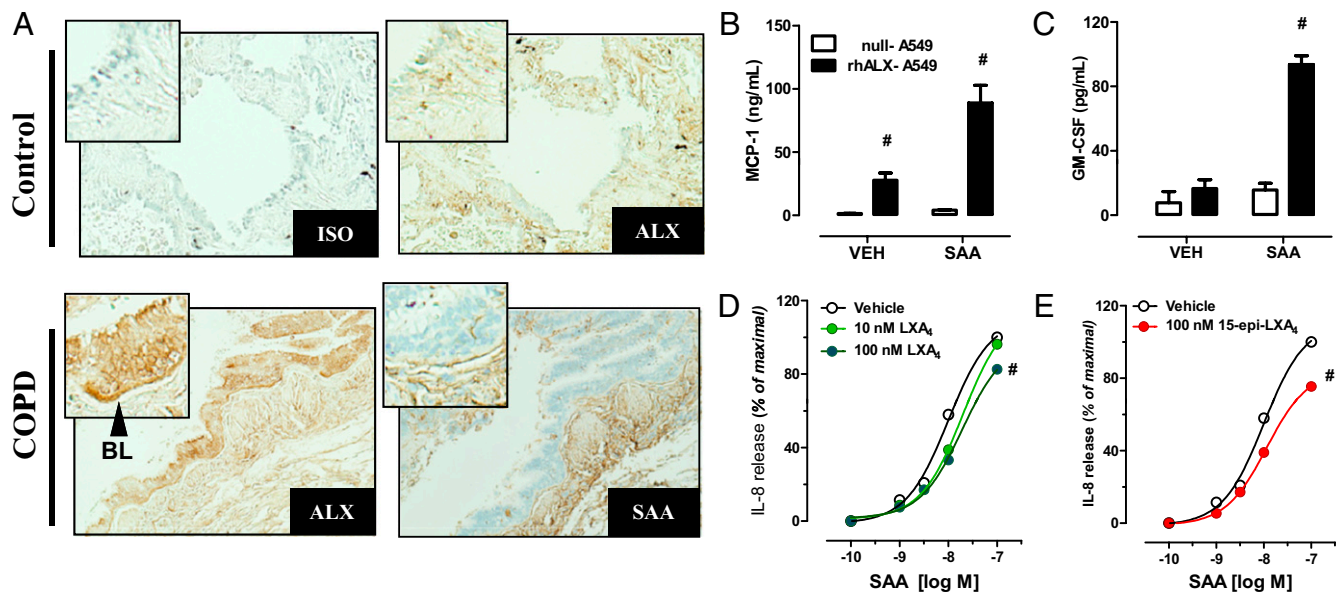 A
Control
ISO
ALX
COPD
BL
ALX
SAA
B
MCP-1 (ng/mL)
150
100
50
0
null- A549
rhALX- A549
#
#
VEH
SAA
C
GM-CSF (pg/mL)
120
90
60
30
0
#
VEH
SAA
D
IL-8 release (% of maximal)
120
80
40
0
Vehicle
10 nM LXA₄
100 nM LXA₄
#
-10
-9
-8
-7
SAA [log M]
E
IL-8 release (% of maximal)
120
80
40
0
Vehicle
100 nM 15-epi-LXA₄
#
-10
-9
-8
-7
SAA [log M]